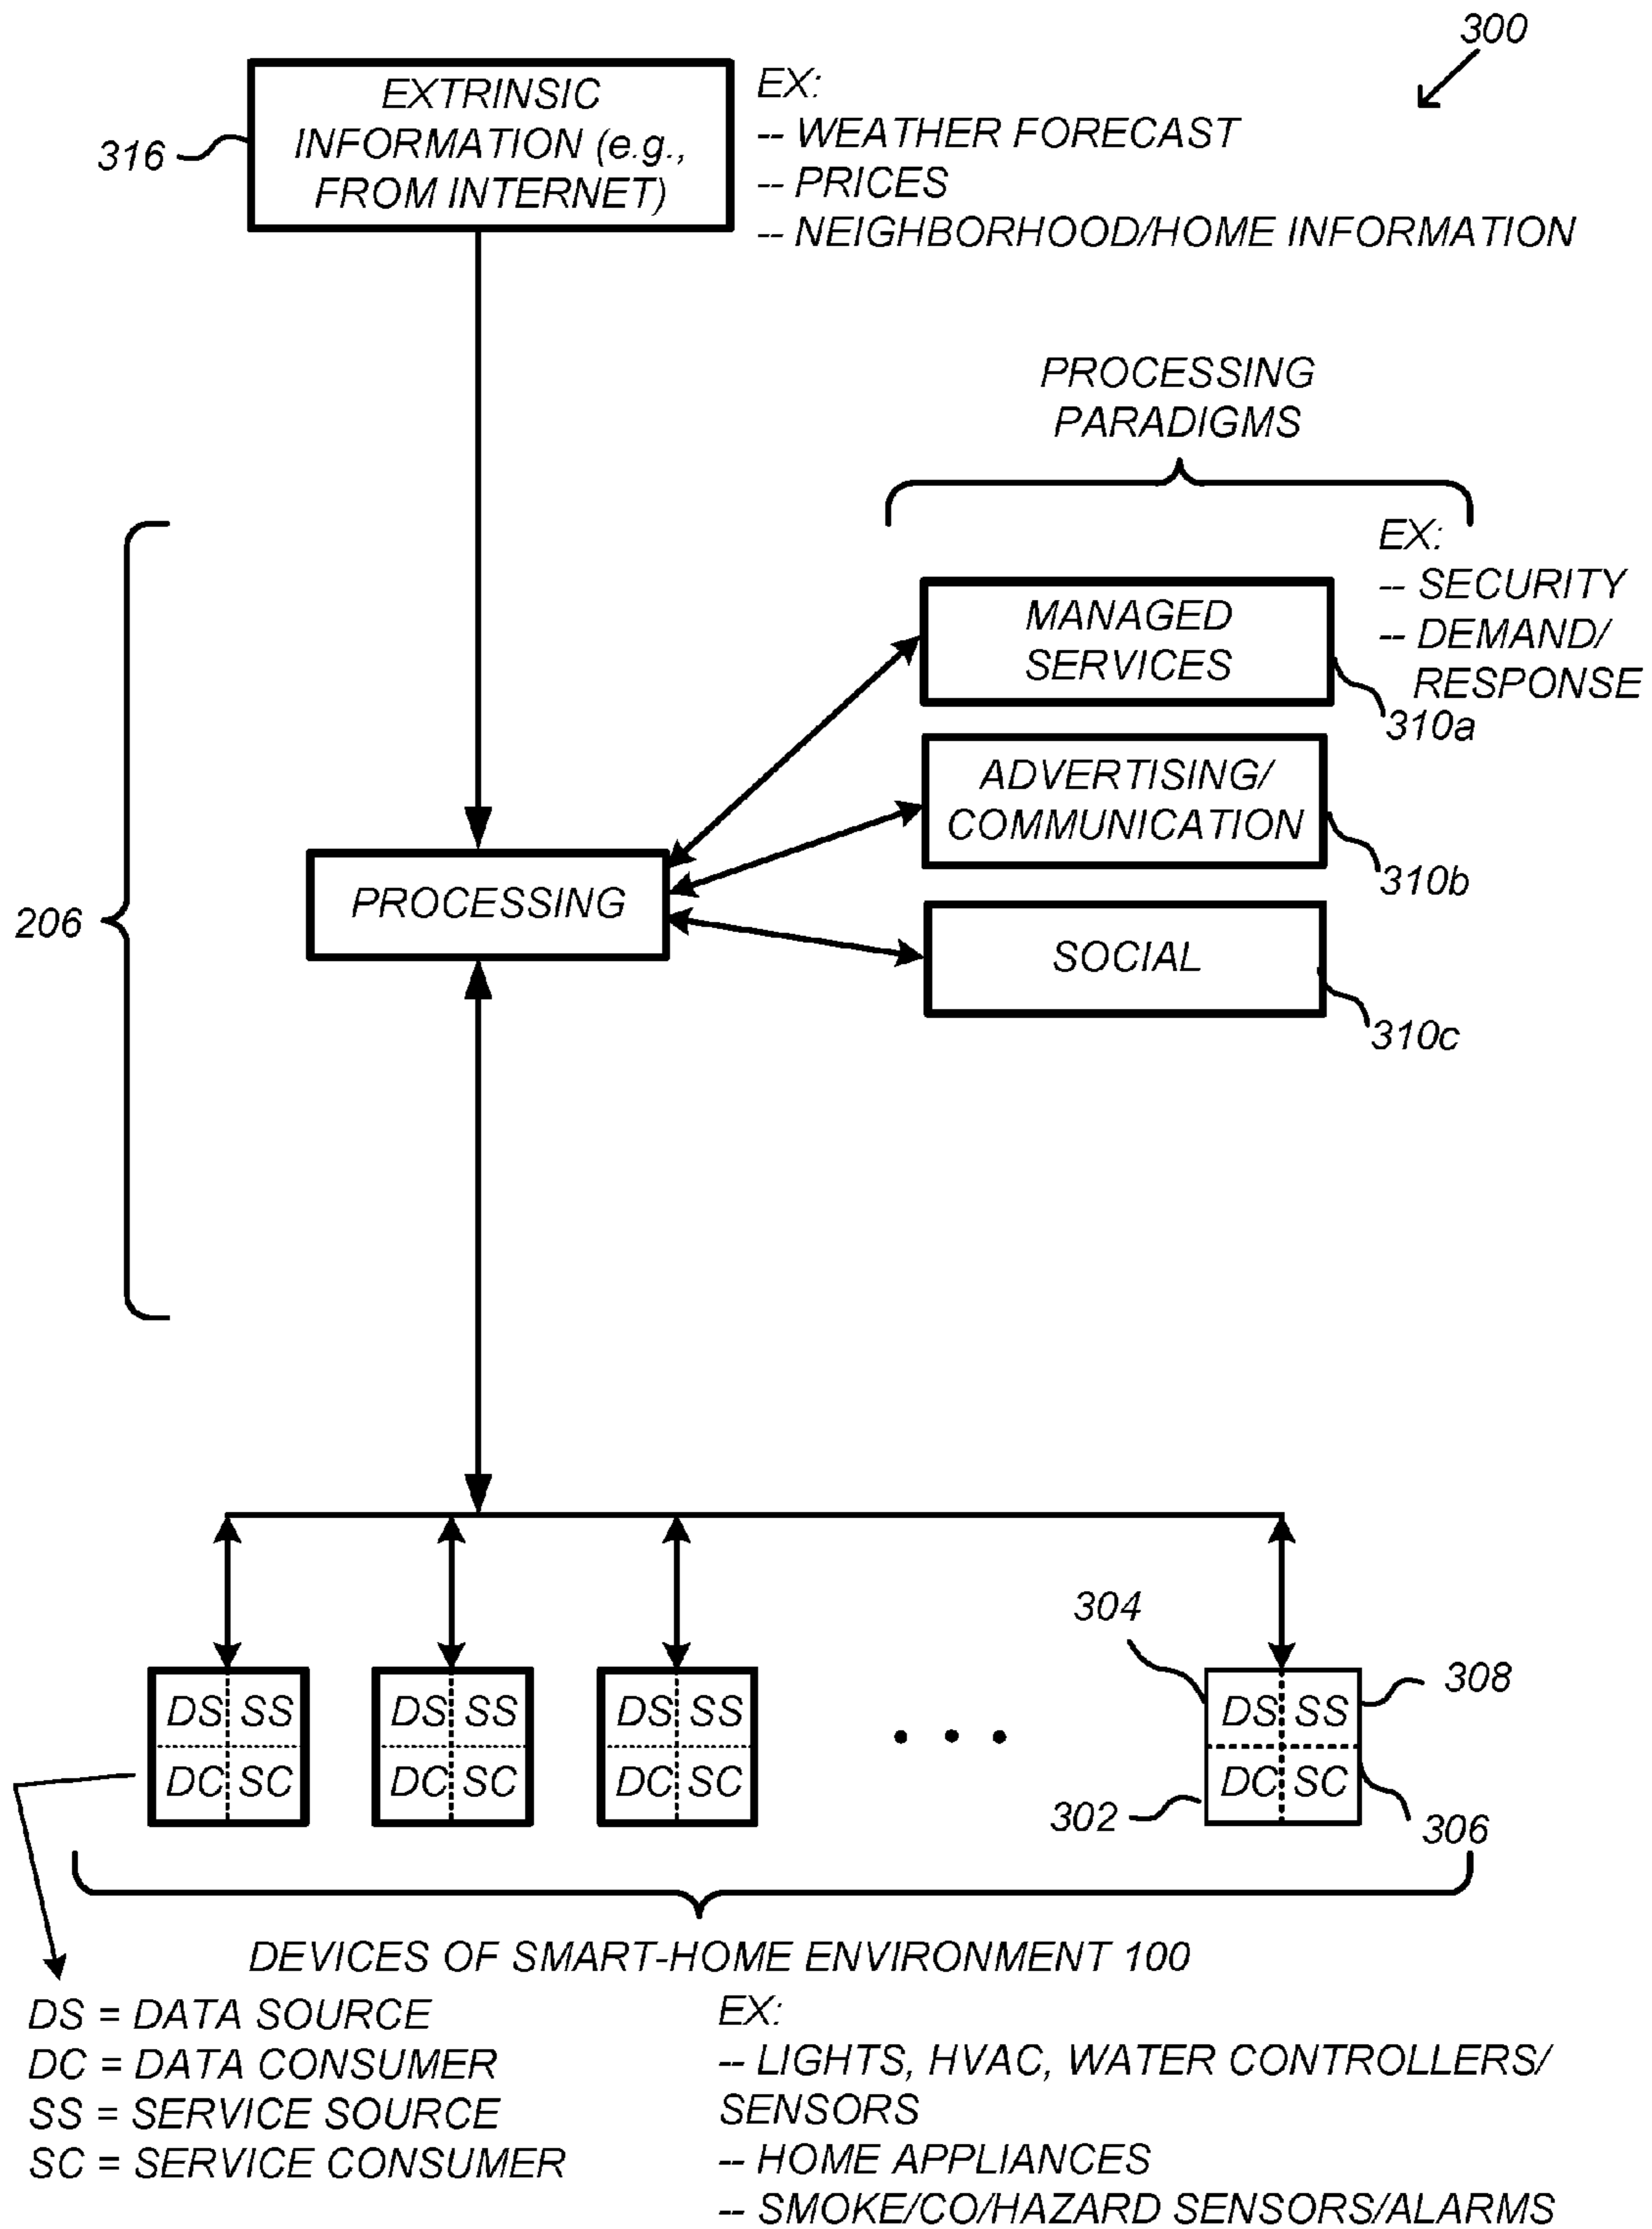 300
EXTRINSIC
INFORMATION (e.g.,
FROM INTERNET)
316
EX:
-- WEATHER FORECAST
-- PRICES
-- NEIGHBORHOOD/HOME INFORMATION
PROCESSING
PARADIGMS
EX:
-- SECURITY
-- DEMAND/
RESPONSE
MANAGED
SERVICES
310a
ADVERTISING/
COMMUNICATION
310b
PROCESSING
206
SOCIAL
310c
304
308
DS SS
DC SC
DS SS
DC SC
DS SS
DC SC
. . .
DS SS
DC SC
302
306
DEVICES OF SMART-HOME ENVIRONMENT 100
DS = DATA SOURCE
DC = DATA CONSUMER
SS = SERVICE SOURCE
SC = SERVICE CONSUMER
EX:
-- LIGHTS, HVAC, WATER CONTROLLERS/
SENSORS
-- HOME APPLIANCES
-- SMOKE/CO/HAZARD SENSORS/ALARMS